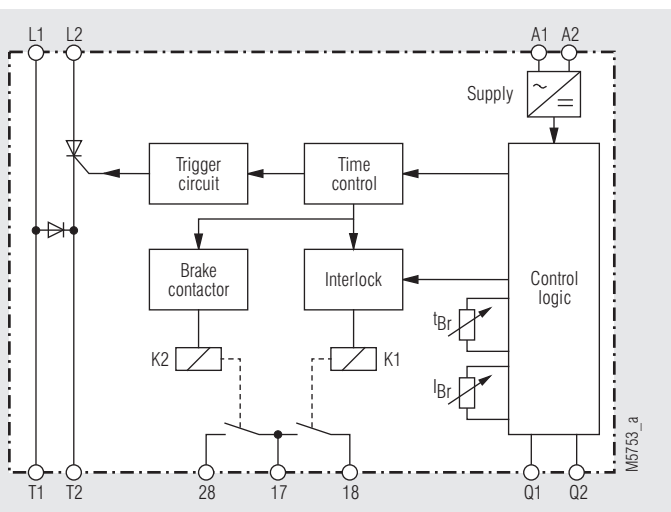 L1 L2 A1 A2
Supply
Trigger
circuit
Time
control
Brake
contactor
Interlock
Control
logic
tBr
K2 K1
IBr
M5753_a
T1 T2 28 17 18 Q1 Q2